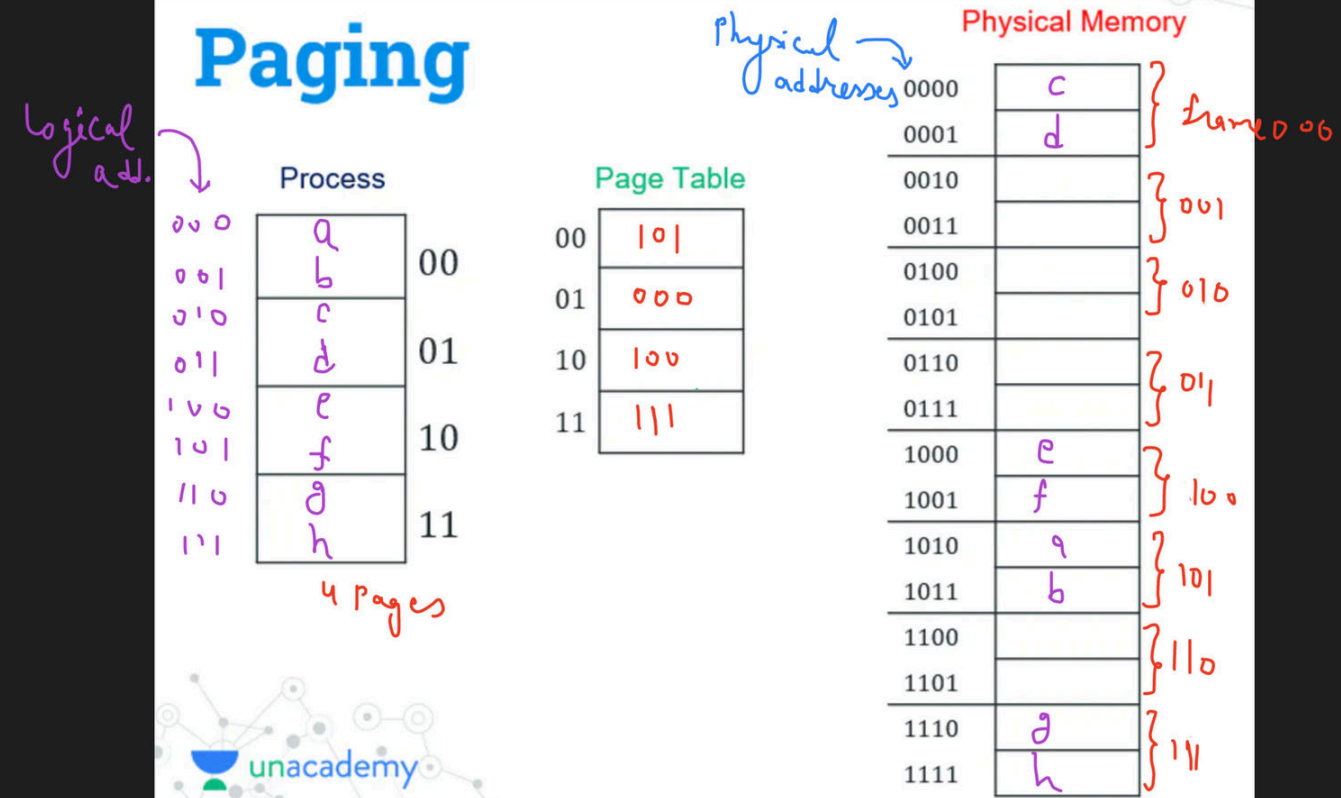 Paging
Logical
add.
Process
000 a
001 b
00
010 c
011 d
01
100 e
101 f
10
110 g
111 h
11
4 Pages
Page Table
00 101
01 000
10 100
11 111
Physical
addresses
Physical Memory
0000 c
0001 d
frame 000
0010
0011
001
0100
0101
010
0110
0111
011
1000 e
1001 f
100
1010 a
1011 b
101
1100
1101
110
1110 g
1111 h
111
unacademy